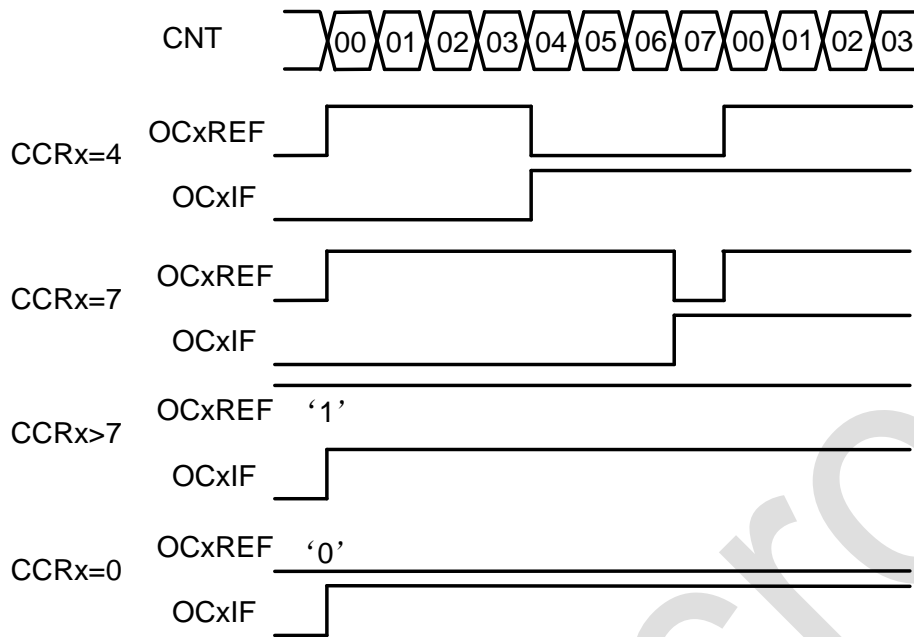 CNT 00 01 02 03 04 05 06 07 00 01 02 03
OCxREF
CCRx=4
OCxIF
OCxREF
CCRx=7
OCxIF
OCxREF ‘1’
CCRx>7
OCxIF
OCxREF ‘0’
CCRx=0
OCxIF